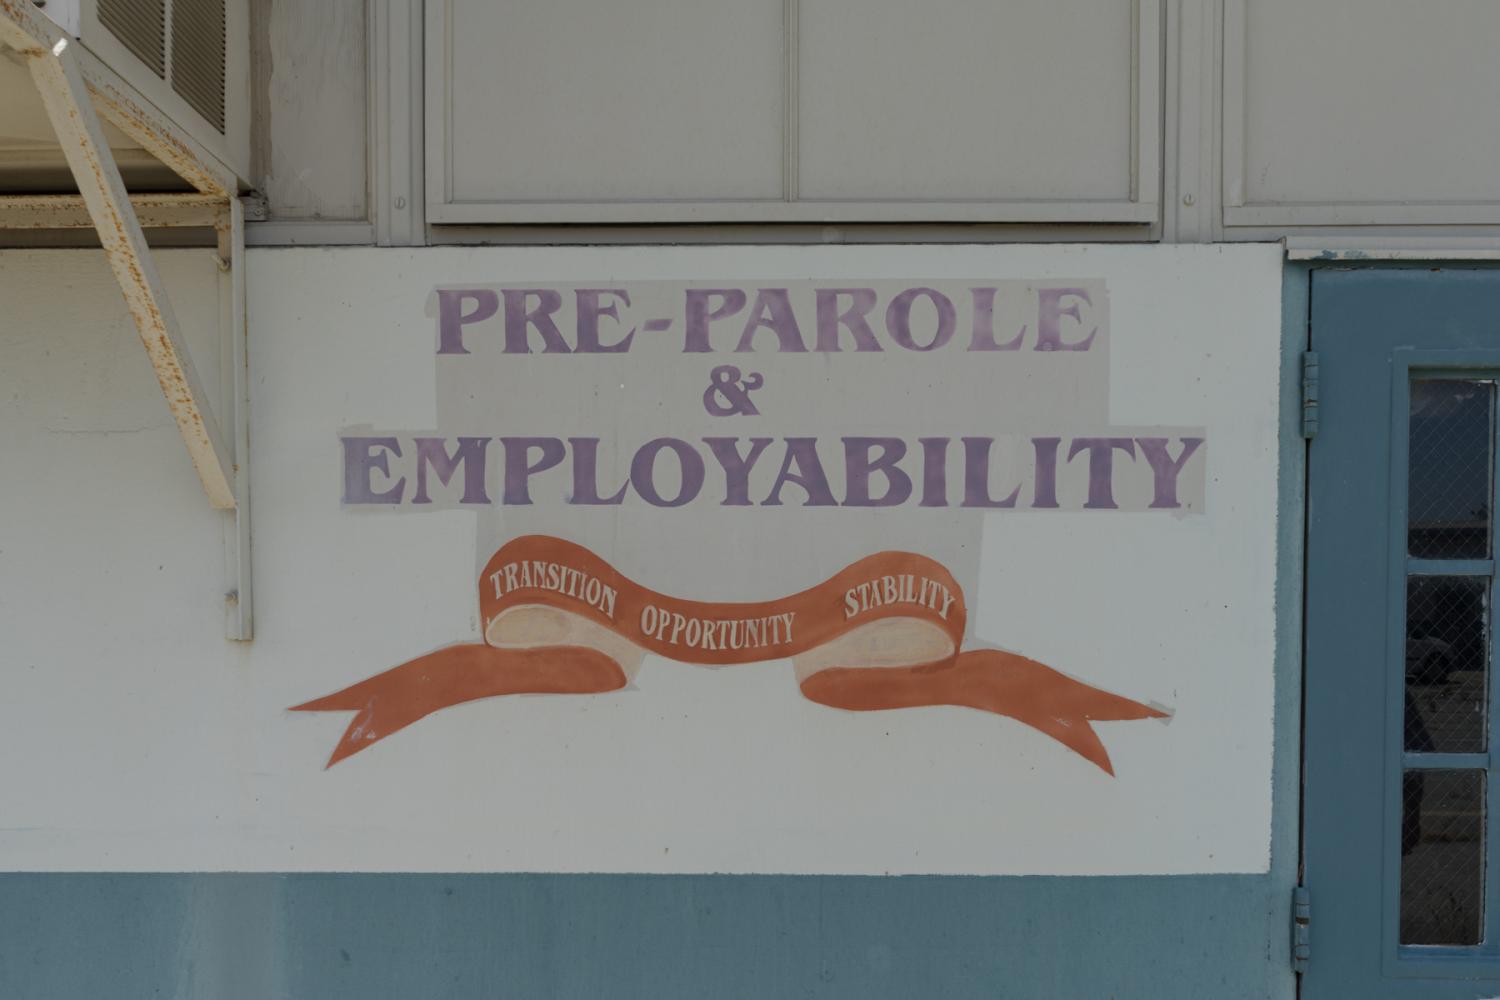 PRE-PAROLE
&
EMPLOYABILITY
TRANSITION OPPORTUNITY STABILITY